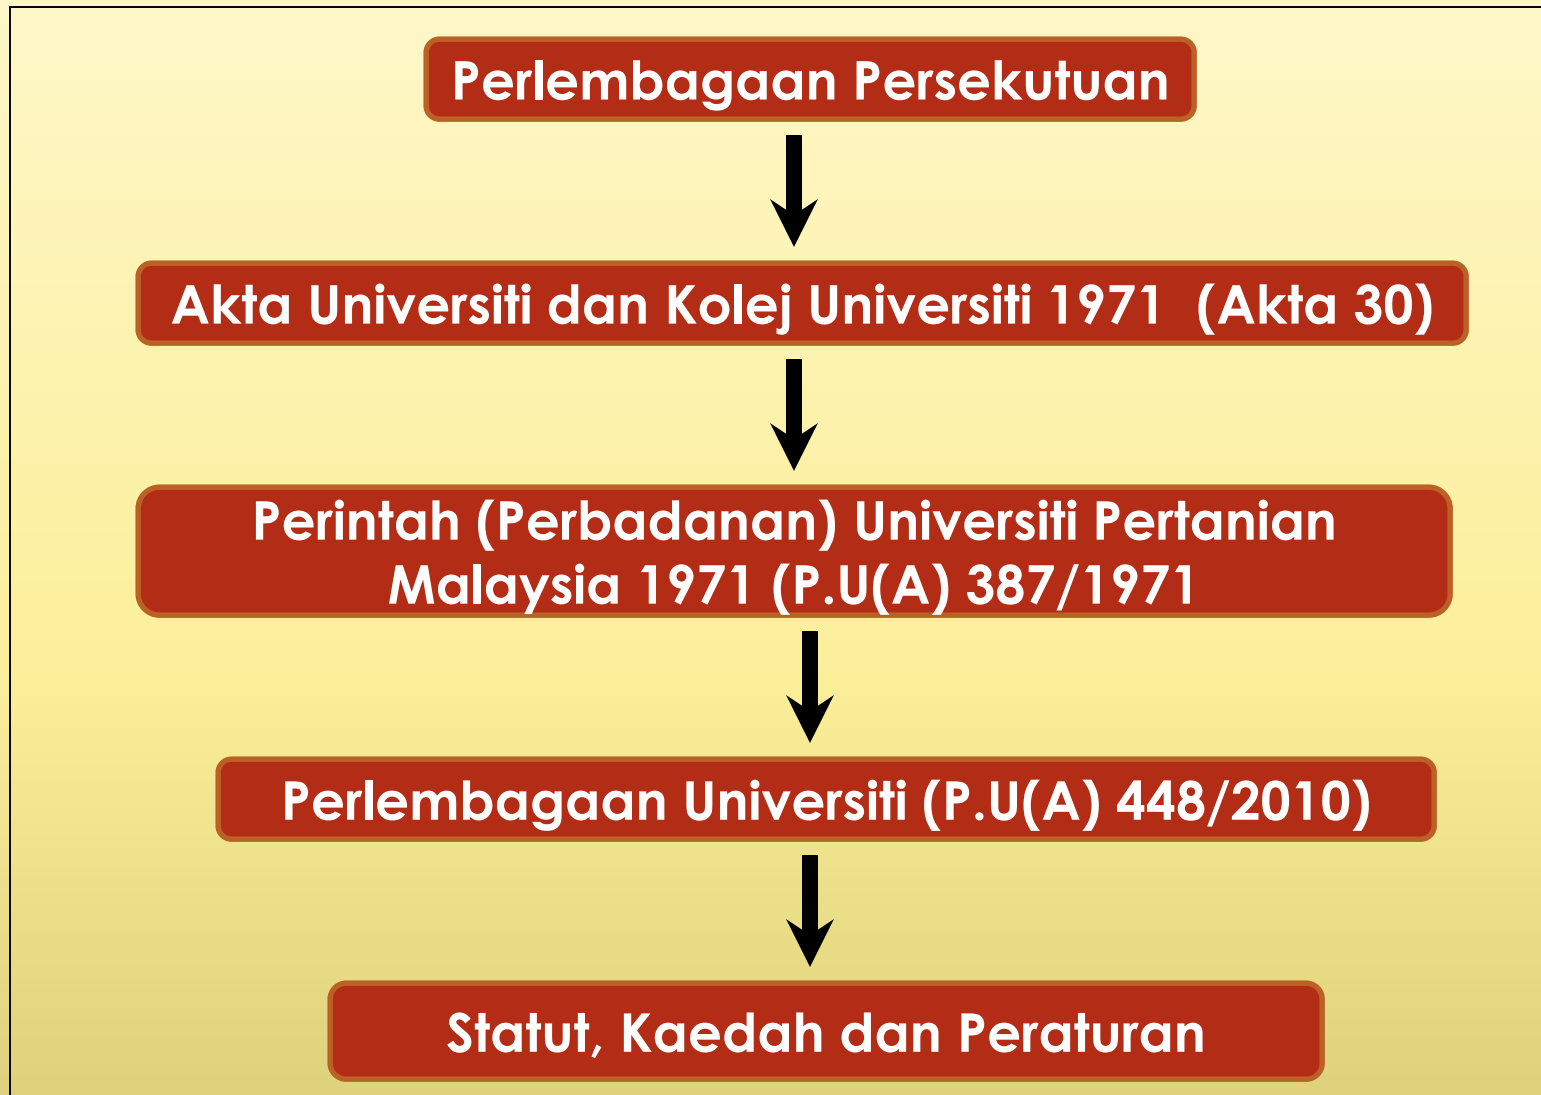 Perlembagaan Persekutuan
Akta Universiti dan Kolej Universiti 1971 (Akta 30)
Perintah (Perbadanan) Universiti Pertanian
Malaysia 1971 (P.U(A) 387/1971
Perlembagaan Universiti (P.U(A) 448/2010)
Statut, Kaedah dan Peraturan